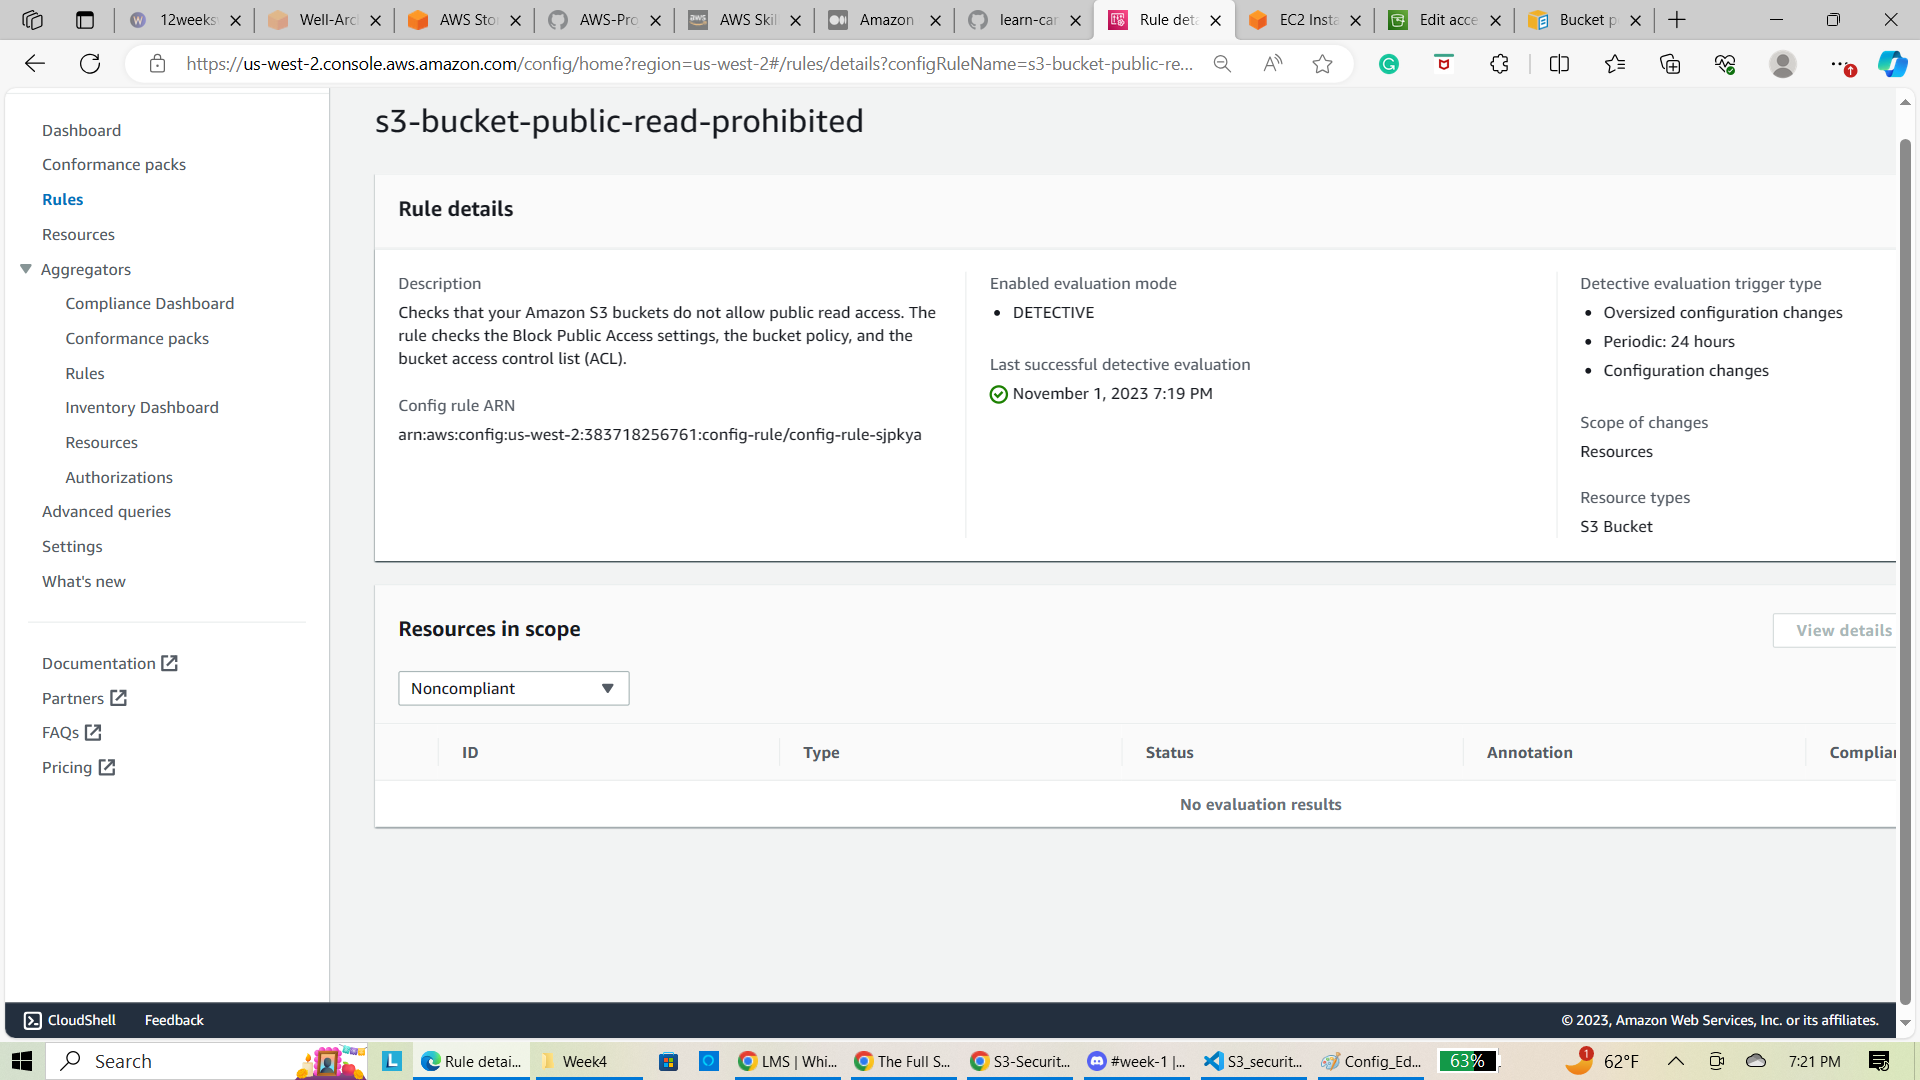 12weeks
Well-Arc
AWS Sto
AWS-Pro
AWS Skil
Amazon
learn-car
Rule deta
EC2 Insta
Edit acce
Bucket p
https://us-west-2.console.aws.amazon.com/config/home?region=us-west-2#/rules/details?configRuleName=s3-bucket-public-re...
Dashboard
Conformance packs
Rules
Resources
Aggregators
Compliance Dashboard
Conformance packs
Rules
Inventory Dashboard
Resources
Authorizations
Advanced queries
Settings
What's new
Documentation
Partners
FAQs
Pricing
s3-bucket-public-read-prohibited
Rule details
Description
Checks that your Amazon S3 buckets do not allow public read access. The
rule checks the Block Public Access settings, the bucket policy, and the
bucket access control list (ACL).
Config rule ARN
arn:aws:config:us-west-2:383718256761:config-rule/config-rule-sjpkya
Enabled evaluation mode
• DETECTIVE
Last successful detective evaluation
November 1, 2023 7:19 PM
Detective evaluation trigger type
• Oversized configuration changes
• Periodic: 24 hours
• Configuration changes
Scope of changes
Resources
Resource types
S3 Bucket
Resources in scope
View details
Noncompliant
ID Type Status Annotation Complian
No evaluation results
CloudShell Feedback © 2023, Amazon Web Services, Inc. or its affiliates.
Search
Rule detai...
Week4
LMS | Whi...
The Full S...
S3-Securit...
#week-1 |...
S3_securit...
Config_Ed...
63%
1
62°F
7:21 PM